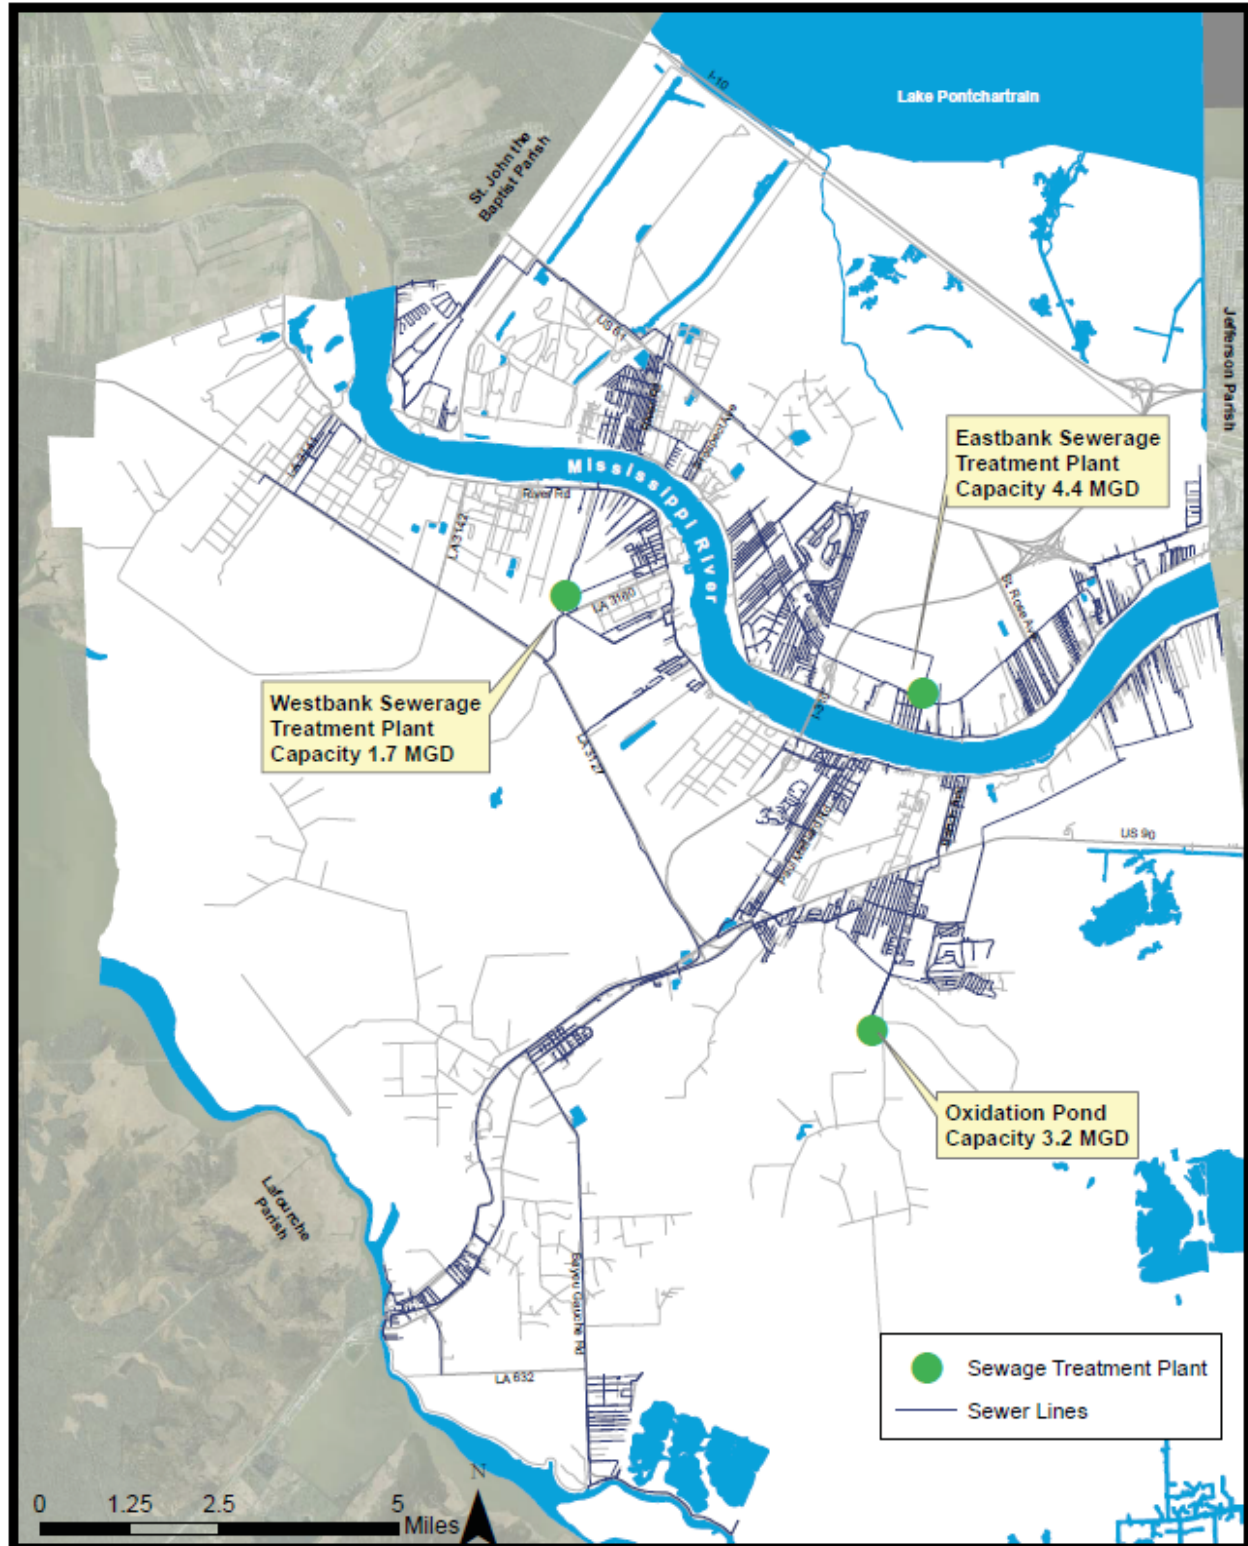 Lake Pontchartrain
I-10
St. John the
Baptist Parish
Jefferson Parish
US 61
Eastbank Sewerage
Treatment Plant
Capacity 4.4 MGD
Mississippi River
River Rd
LA 3142
LA 3160
St. Rose Ave
Westbank Sewerage
Treatment Plant
Capacity 1.7 MGD
LA 3127
US 90
Oxidation Pond
Capacity 3.2 MGD
Lafourche
Parish
Bayou Gauche Rd
LA 632
Sewage Treatment Plant
Sewer Lines
N
0 1.25 2.5 5
Miles